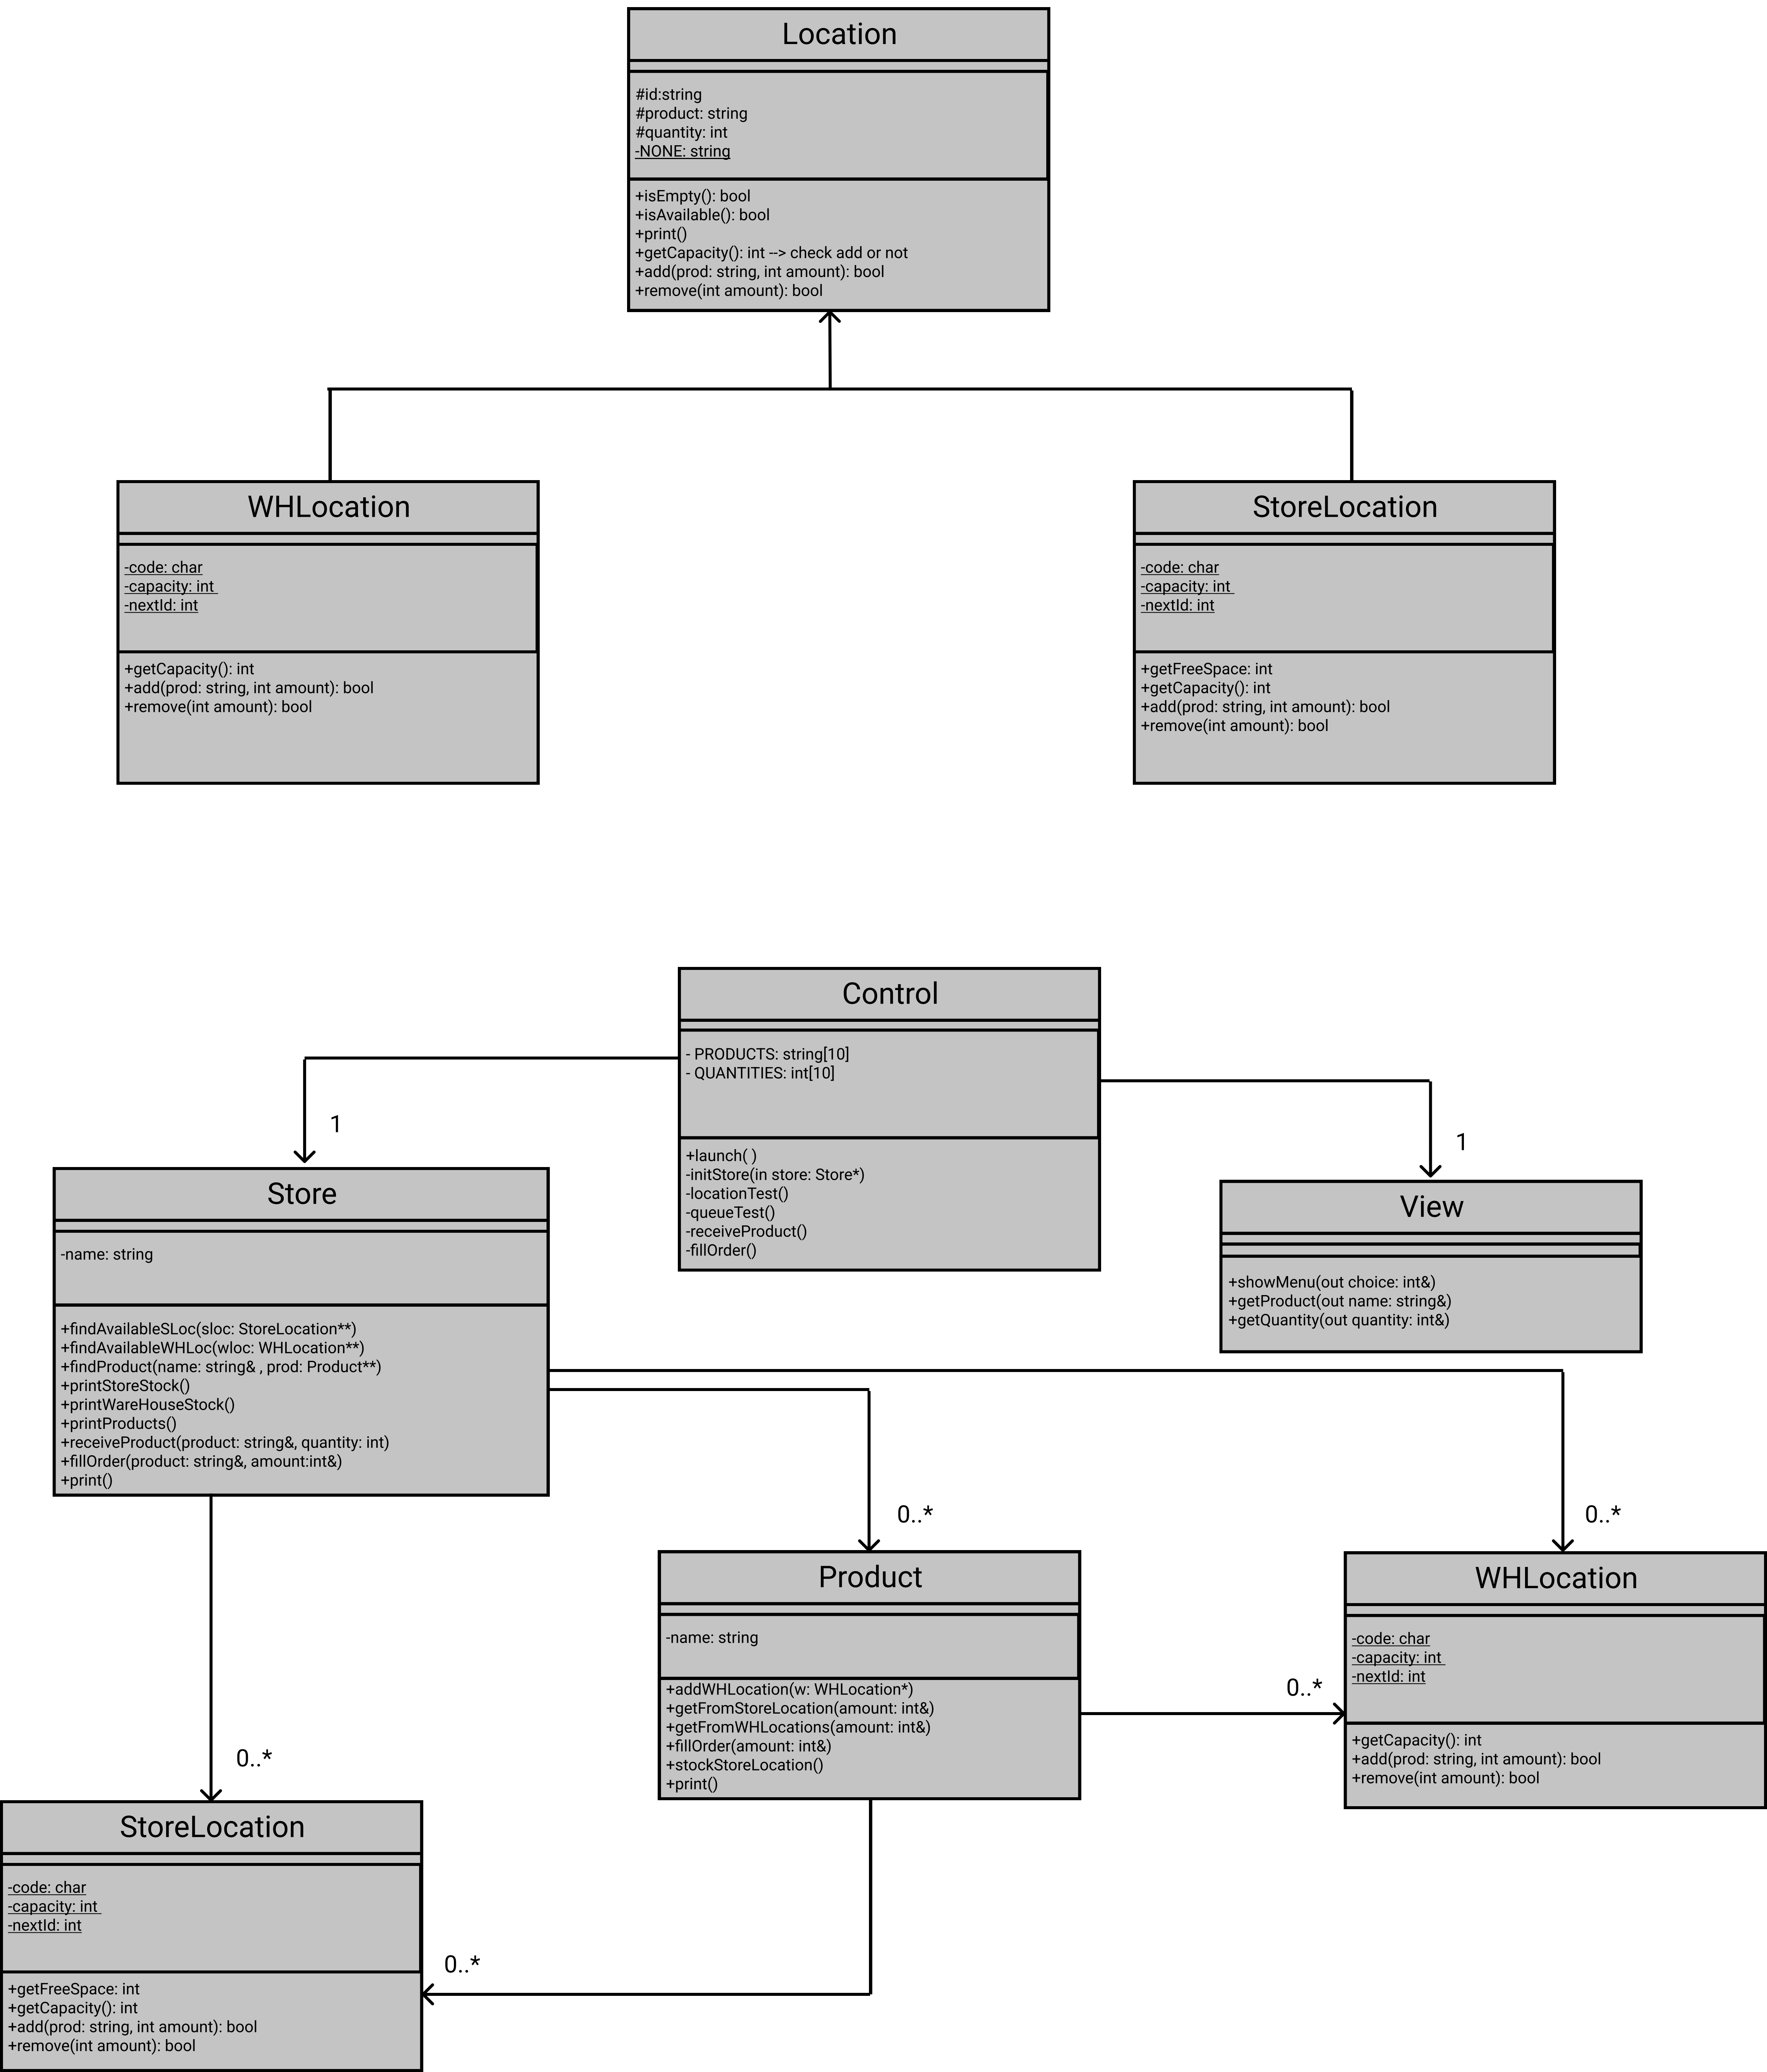 Location
#id:string
#product: string
#quantity: int
-NONE: string
+isEmpty(): bool
+isAvailable(): bool
+print()
+getCapacity(): int --> check add or not
+add(prod: string, int amount): bool
+remove(int amount): bool
WHLocation
-code: char
-capacity: int
-nextId: int
+getCapacity(): int
+add(prod: string, int amount): bool
+remove(int amount): bool
StoreLocation
-code: char
-capacity: int
-nextId: int
+getFreeSpace: int
+getCapacity(): int
+add(prod: string, int amount): bool
+remove(int amount): bool
Control
- PRODUCTS: string[10]
- QUANTITIES: int[10]
+launch( )
-initStore(in store: Store*)
-locationTest()
-queueTest()
-receiveProduct()
-fillOrder()
1
1
Store
-name: string
+findAvailableSLoc(sloc: StoreLocation**)
+findAvailableWHLoc(wloc: WHLocation**)
+findProduct(name: string& , prod: Product**)
+printStoreStock()
+printWareHouseStock()
+printProducts()
+receiveProduct(product: string&, quantity: int)
+fillOrder(product: string&, amount:int&)
+print()
View
+showMenu(out choice: int&)
+getProduct(out name: string&)
+getQuantity(out quantity: int&)
0..*
0..*
Product
-name: string
+addWHLocation(w: WHLocation*)
+getFromStoreLocation(amount: int&)
+getFromWHLocations(amount: int&)
+fillOrder(amount: int&)
+stockStoreLocation()
+print()
0..*
WHLocation
-code: char
-capacity: int
-nextId: int
+getCapacity(): int
+add(prod: string, int amount): bool
+remove(int amount): bool
0..*
StoreLocation
-code: char
-capacity: int
-nextId: int
+getFreeSpace: int
+getCapacity(): int
+add(prod: string, int amount): bool
+remove(int amount): bool
0..*